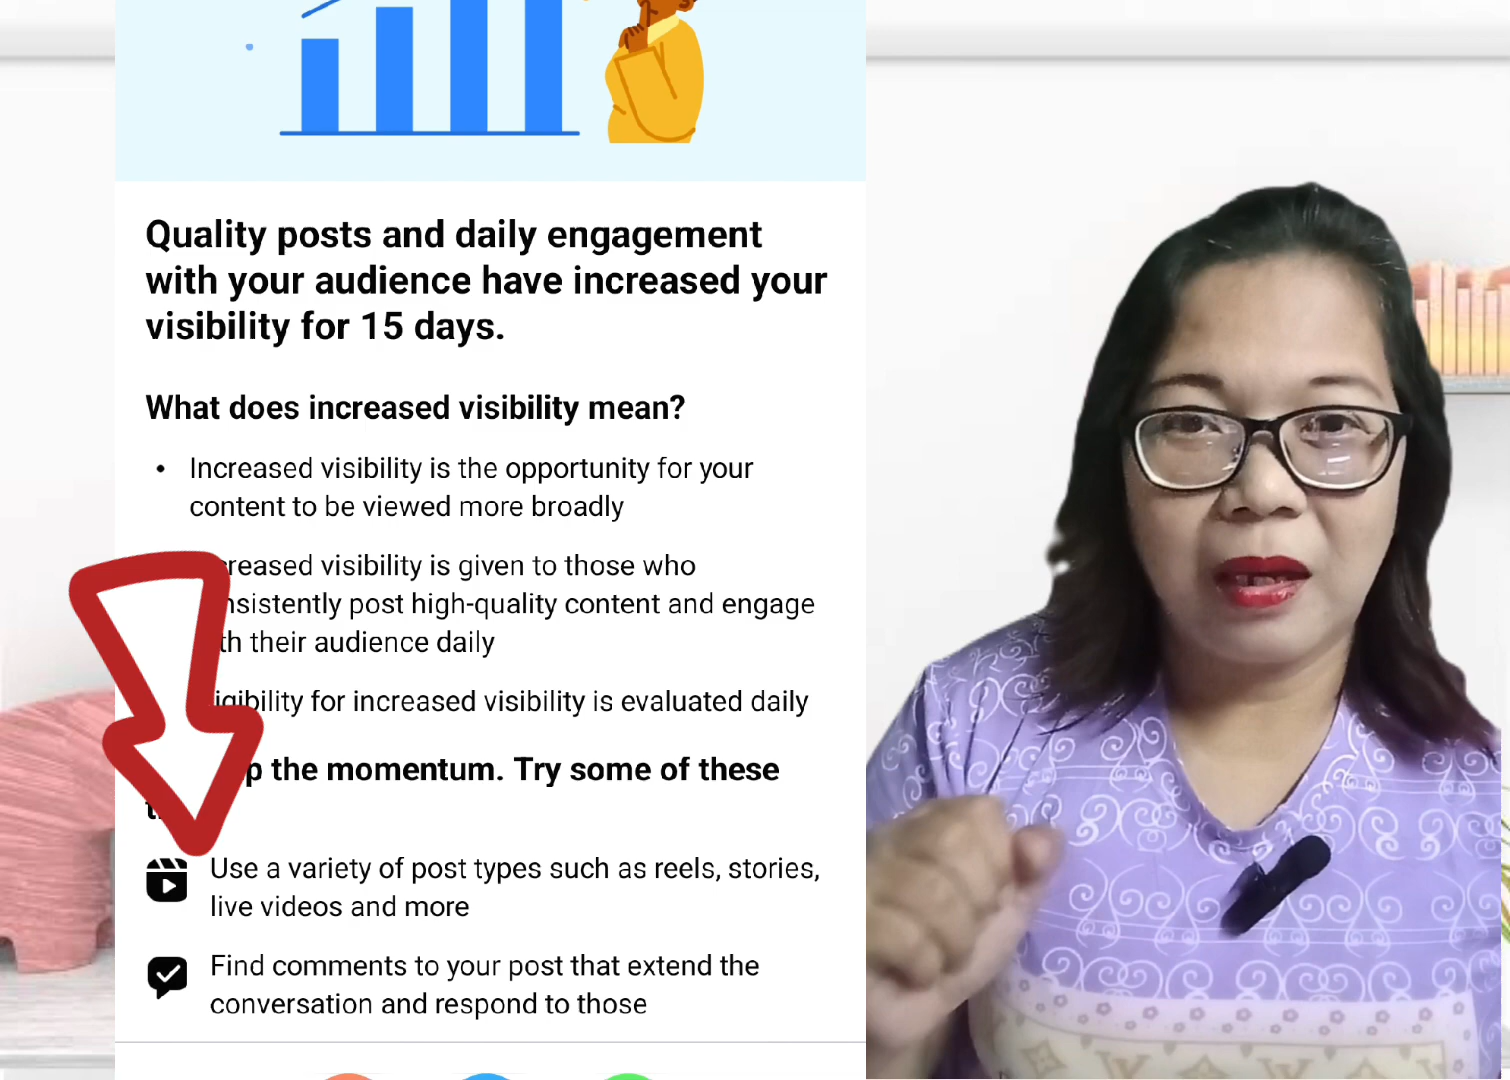 Quality posts and daily engagement
with your audience have increased your
visibility for 15 days.
What does increased visibility mean?
• Increased visibility is the opportunity for your
content to be viewed more broadly
creased visibility is given to those who
nsistently post high-quality content and engage
th their audience daily
igibility for increased visibility is evaluated daily
p the momentum. Try some of these
t
Use a variety of post types such as reels, stories,
live videos and more
Find comments to your post that extend the
conversation and respond to those